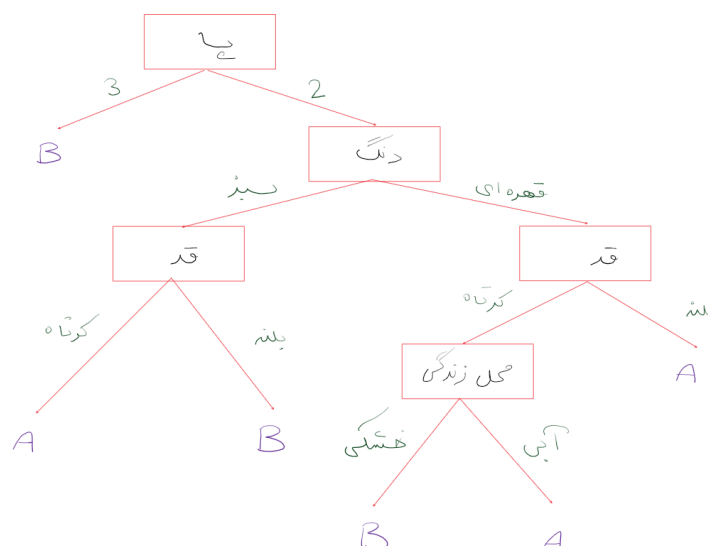 پا
3 2
B
رنگ
سبز قهوه ای
قد قد
کوتاه بلند کوتاه بلند
محل زندگی A
A B خشکی آبی
B A